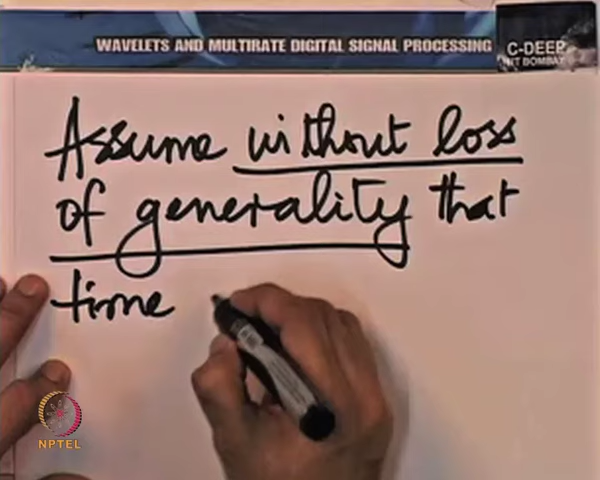 WAVELETS AND MULTIRATE DIGITAL SIGNAL PROCESSING
C-DEEP
IIT BOMBAY
Assume without loss
of generality that
time
NPTEL